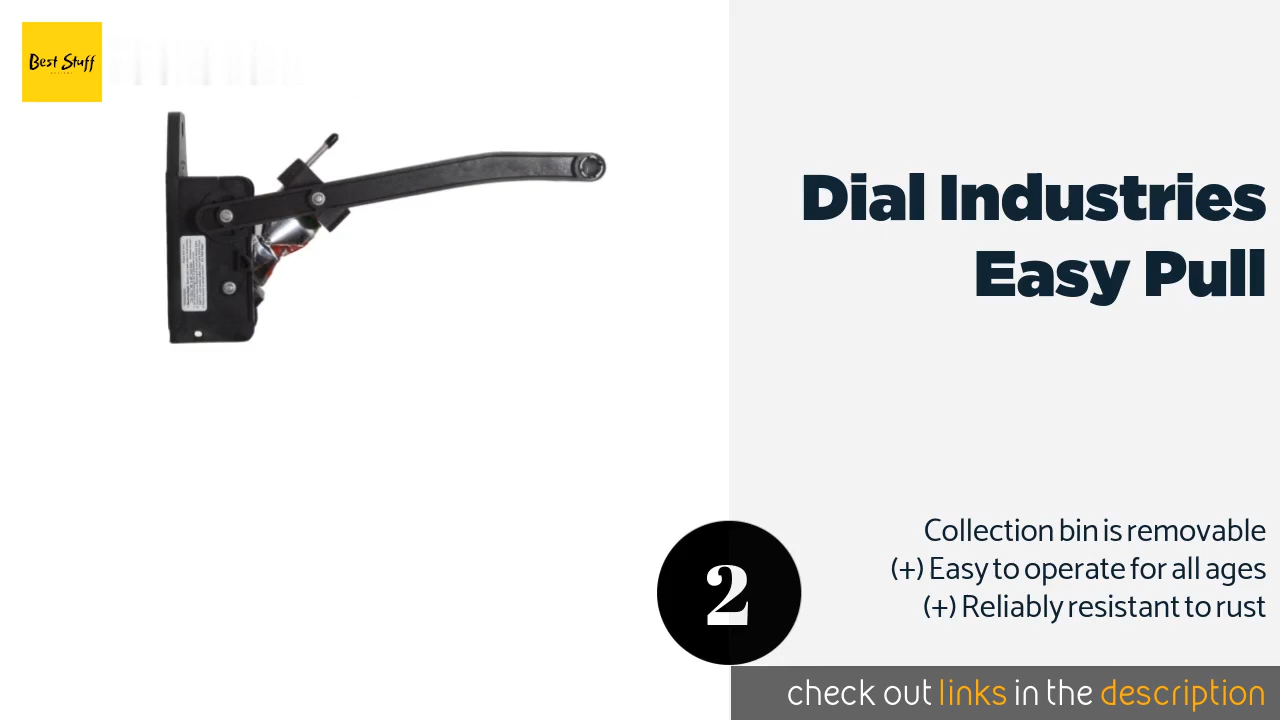 Best Stuff
Dial Industries
Easy Pull
Collection bin is removable
(+) Easy to operate for all ages
(+) Reliably resistant to rust
2
check out links in the description